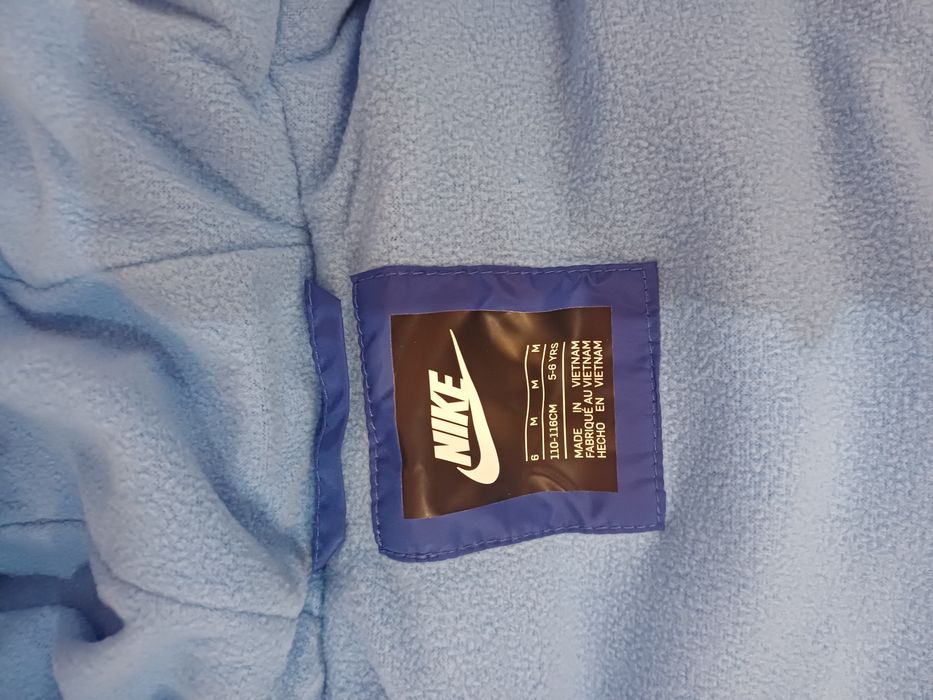 NIKE
6 M M M
110-116CM 5-6 YRS
MADE IN VIETNAM
FABRIQUÉ AU VIETNAM
HECHO EN VIETNAM